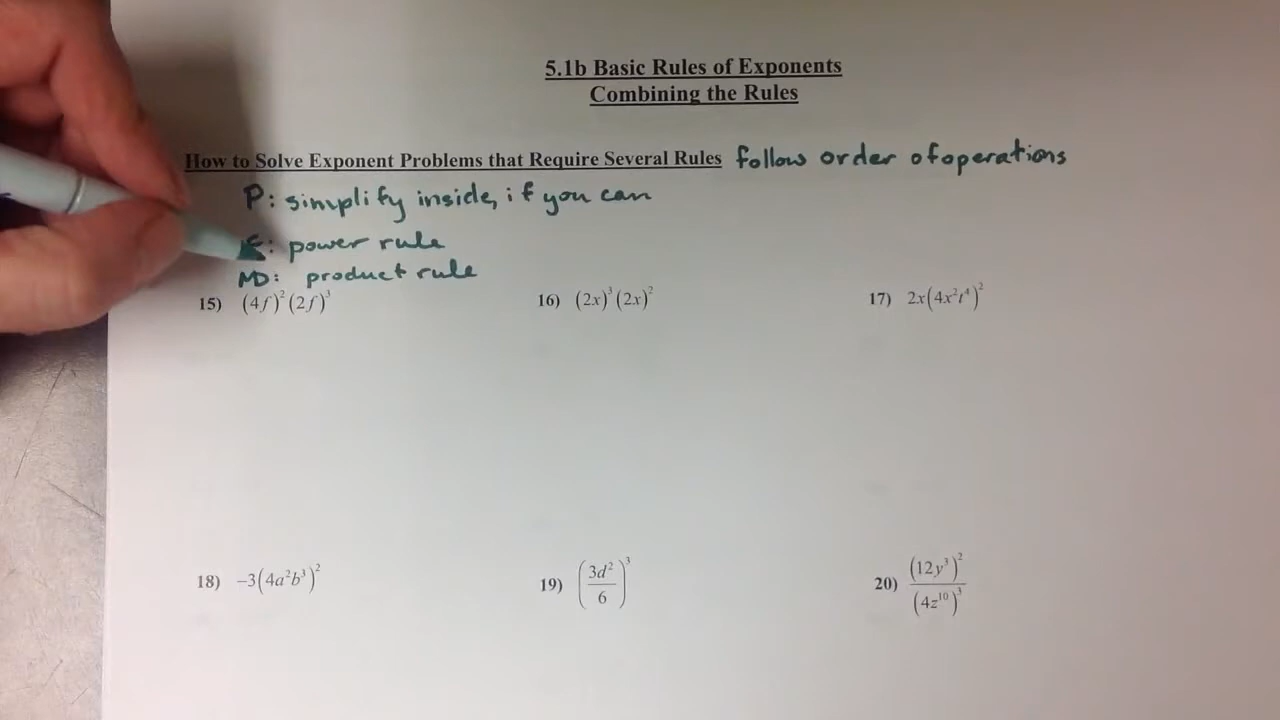 5.1b Basic Rules of Exponents
Combining the Rules
How to Solve Exponent Problems that Require Several Rules follow order of operations
P: simplify inside, if you can
E: power rule
MD: product rule
15) (4f)²(2f)³ 16) (2x)³(2x)² 17) 2x(4x²t⁴)²
18) −3(4a²b³)² 19) (3d²/6)³ 20) (12y³)²/(4z¹⁰)³